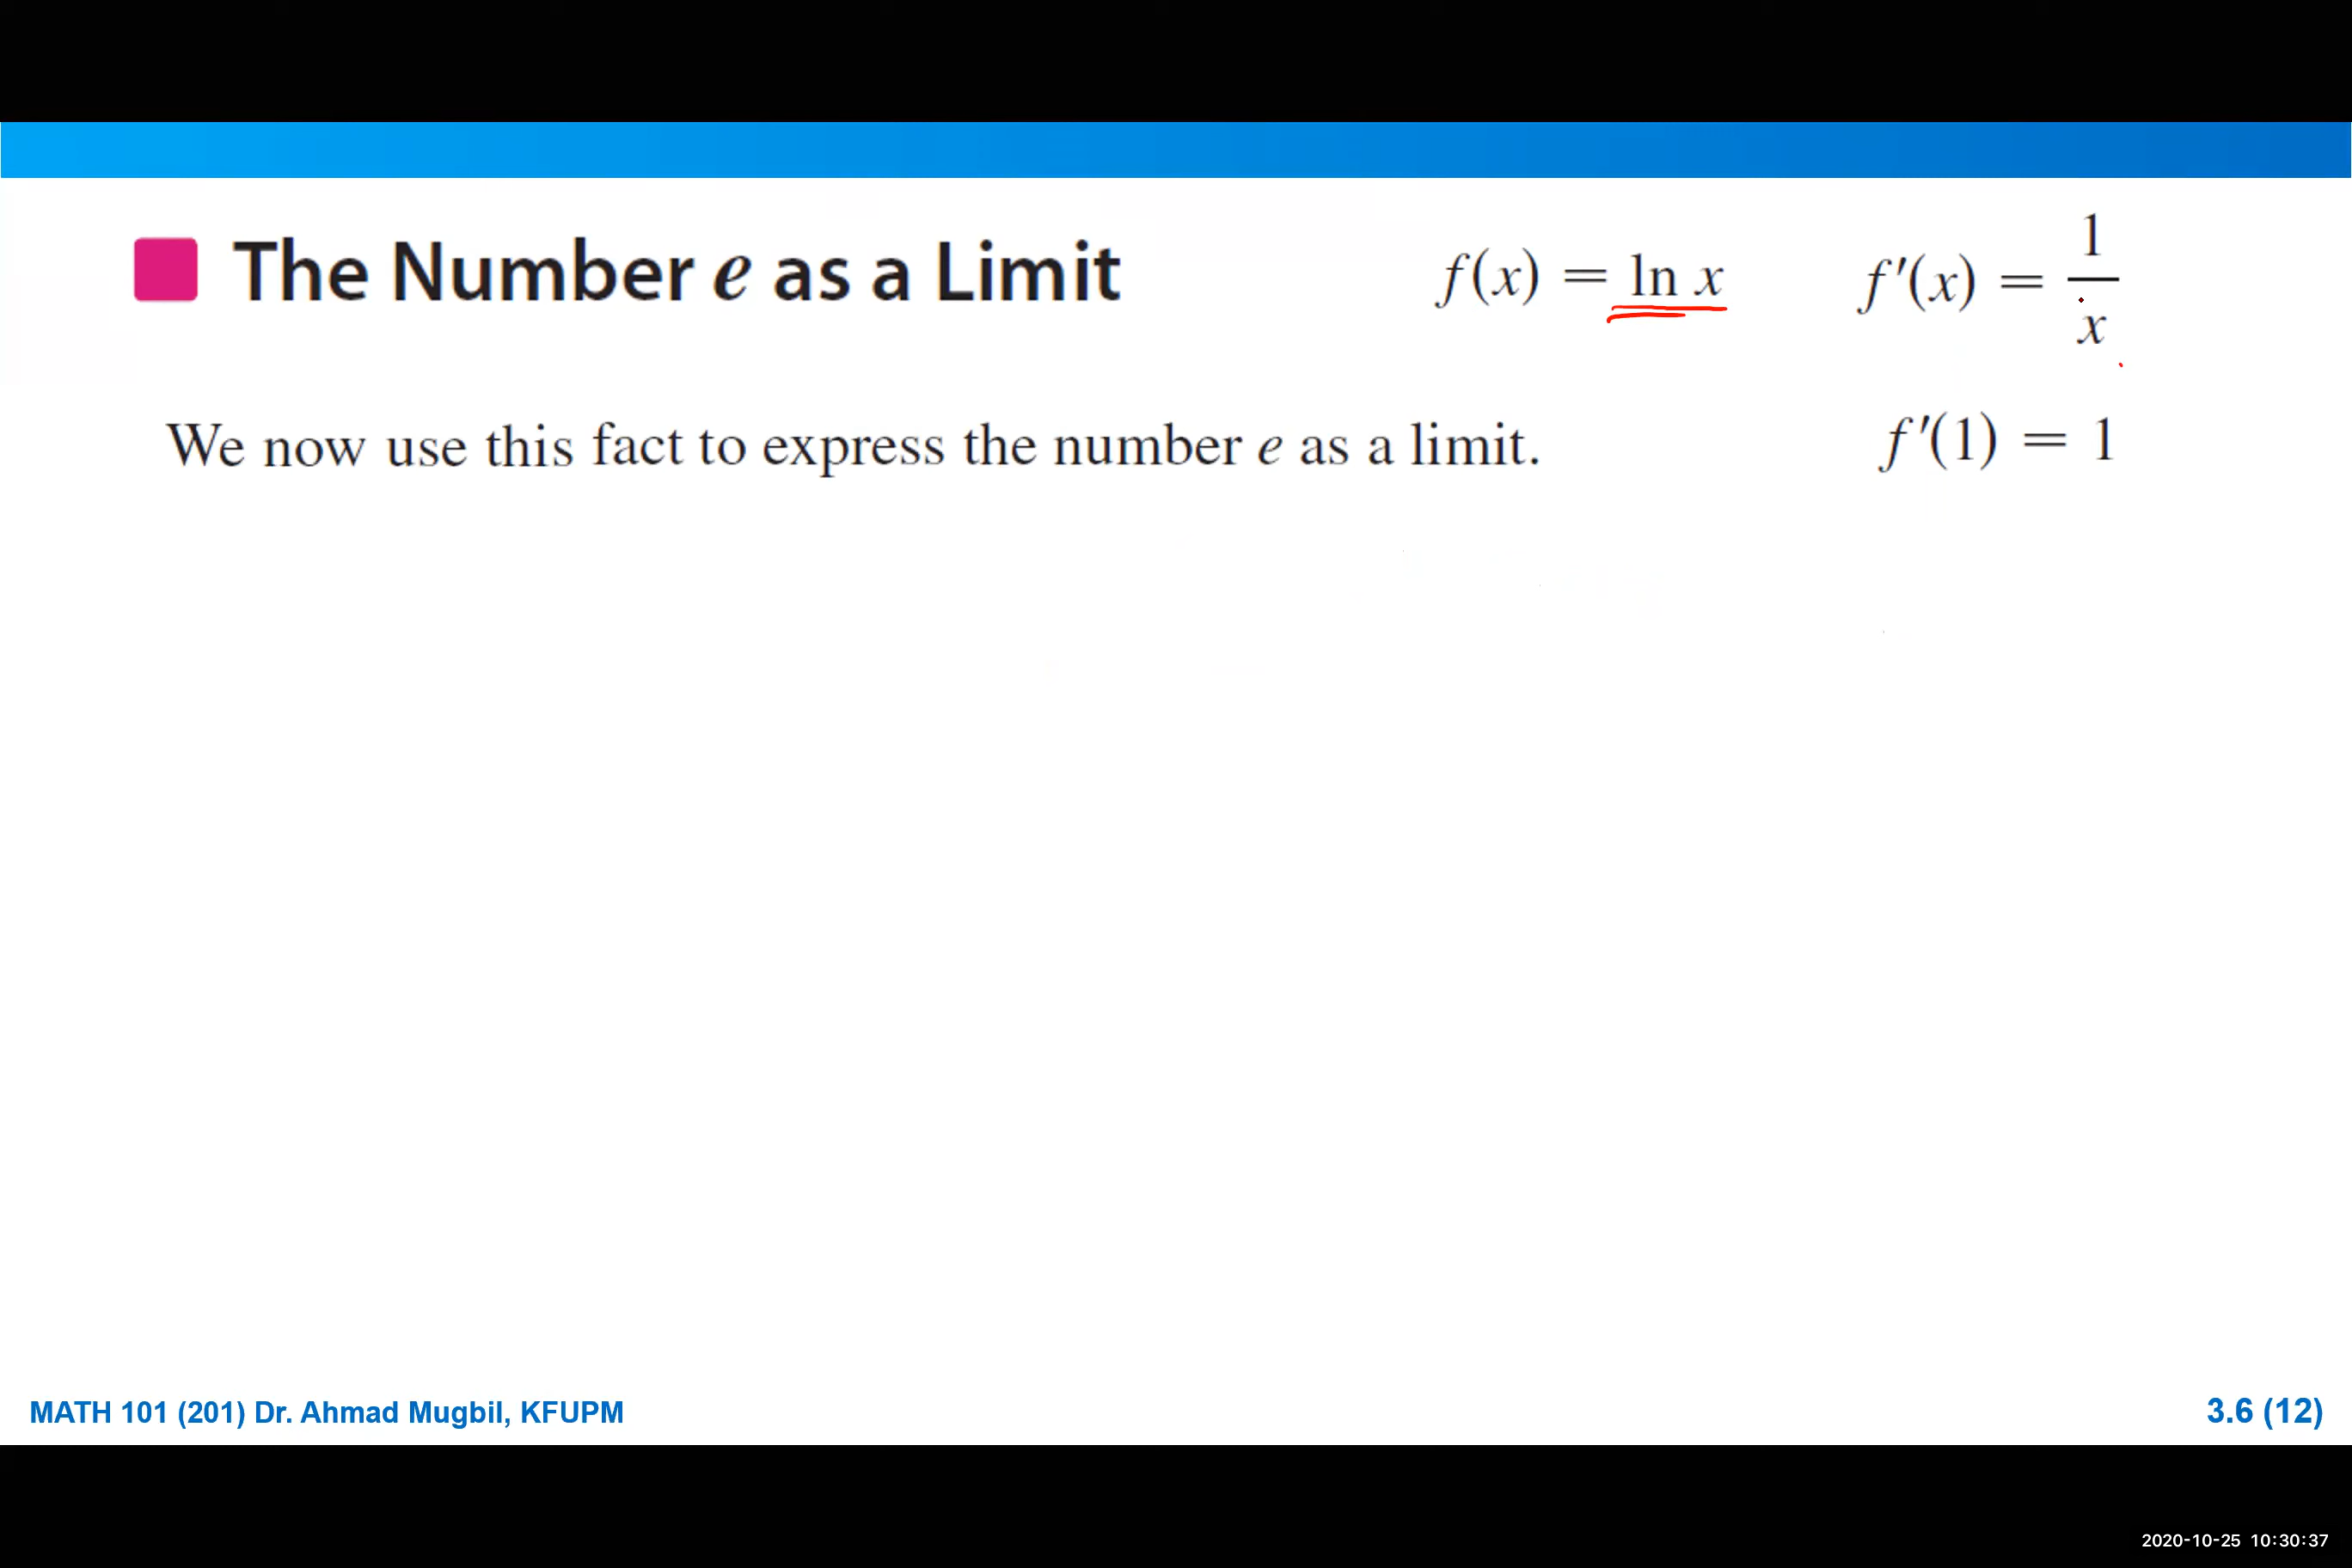 The Number e as a Limit
f(x) = ln x
f'(x) = 1/x
We now use this fact to express the number e as a limit.
f'(1) = 1
MATH 101 (201) Dr. Ahmad Mugbil, KFUPM
3.6 (12)
2020-10-25 10:30:37